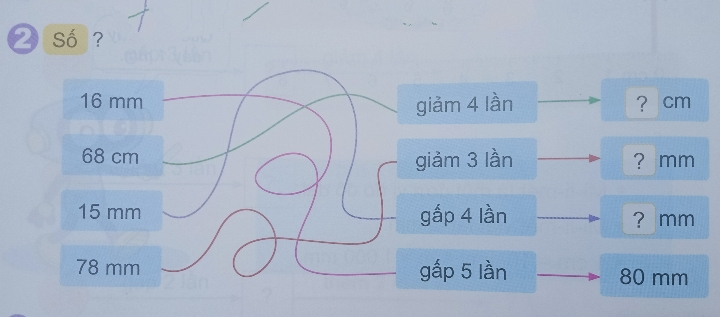 2 Số ?
16 mm giảm 4 lần ? cm
68 cm giảm 3 lần ? mm
15 mm gấp 4 lần ? mm
78 mm gấp 5 lần 80 mm